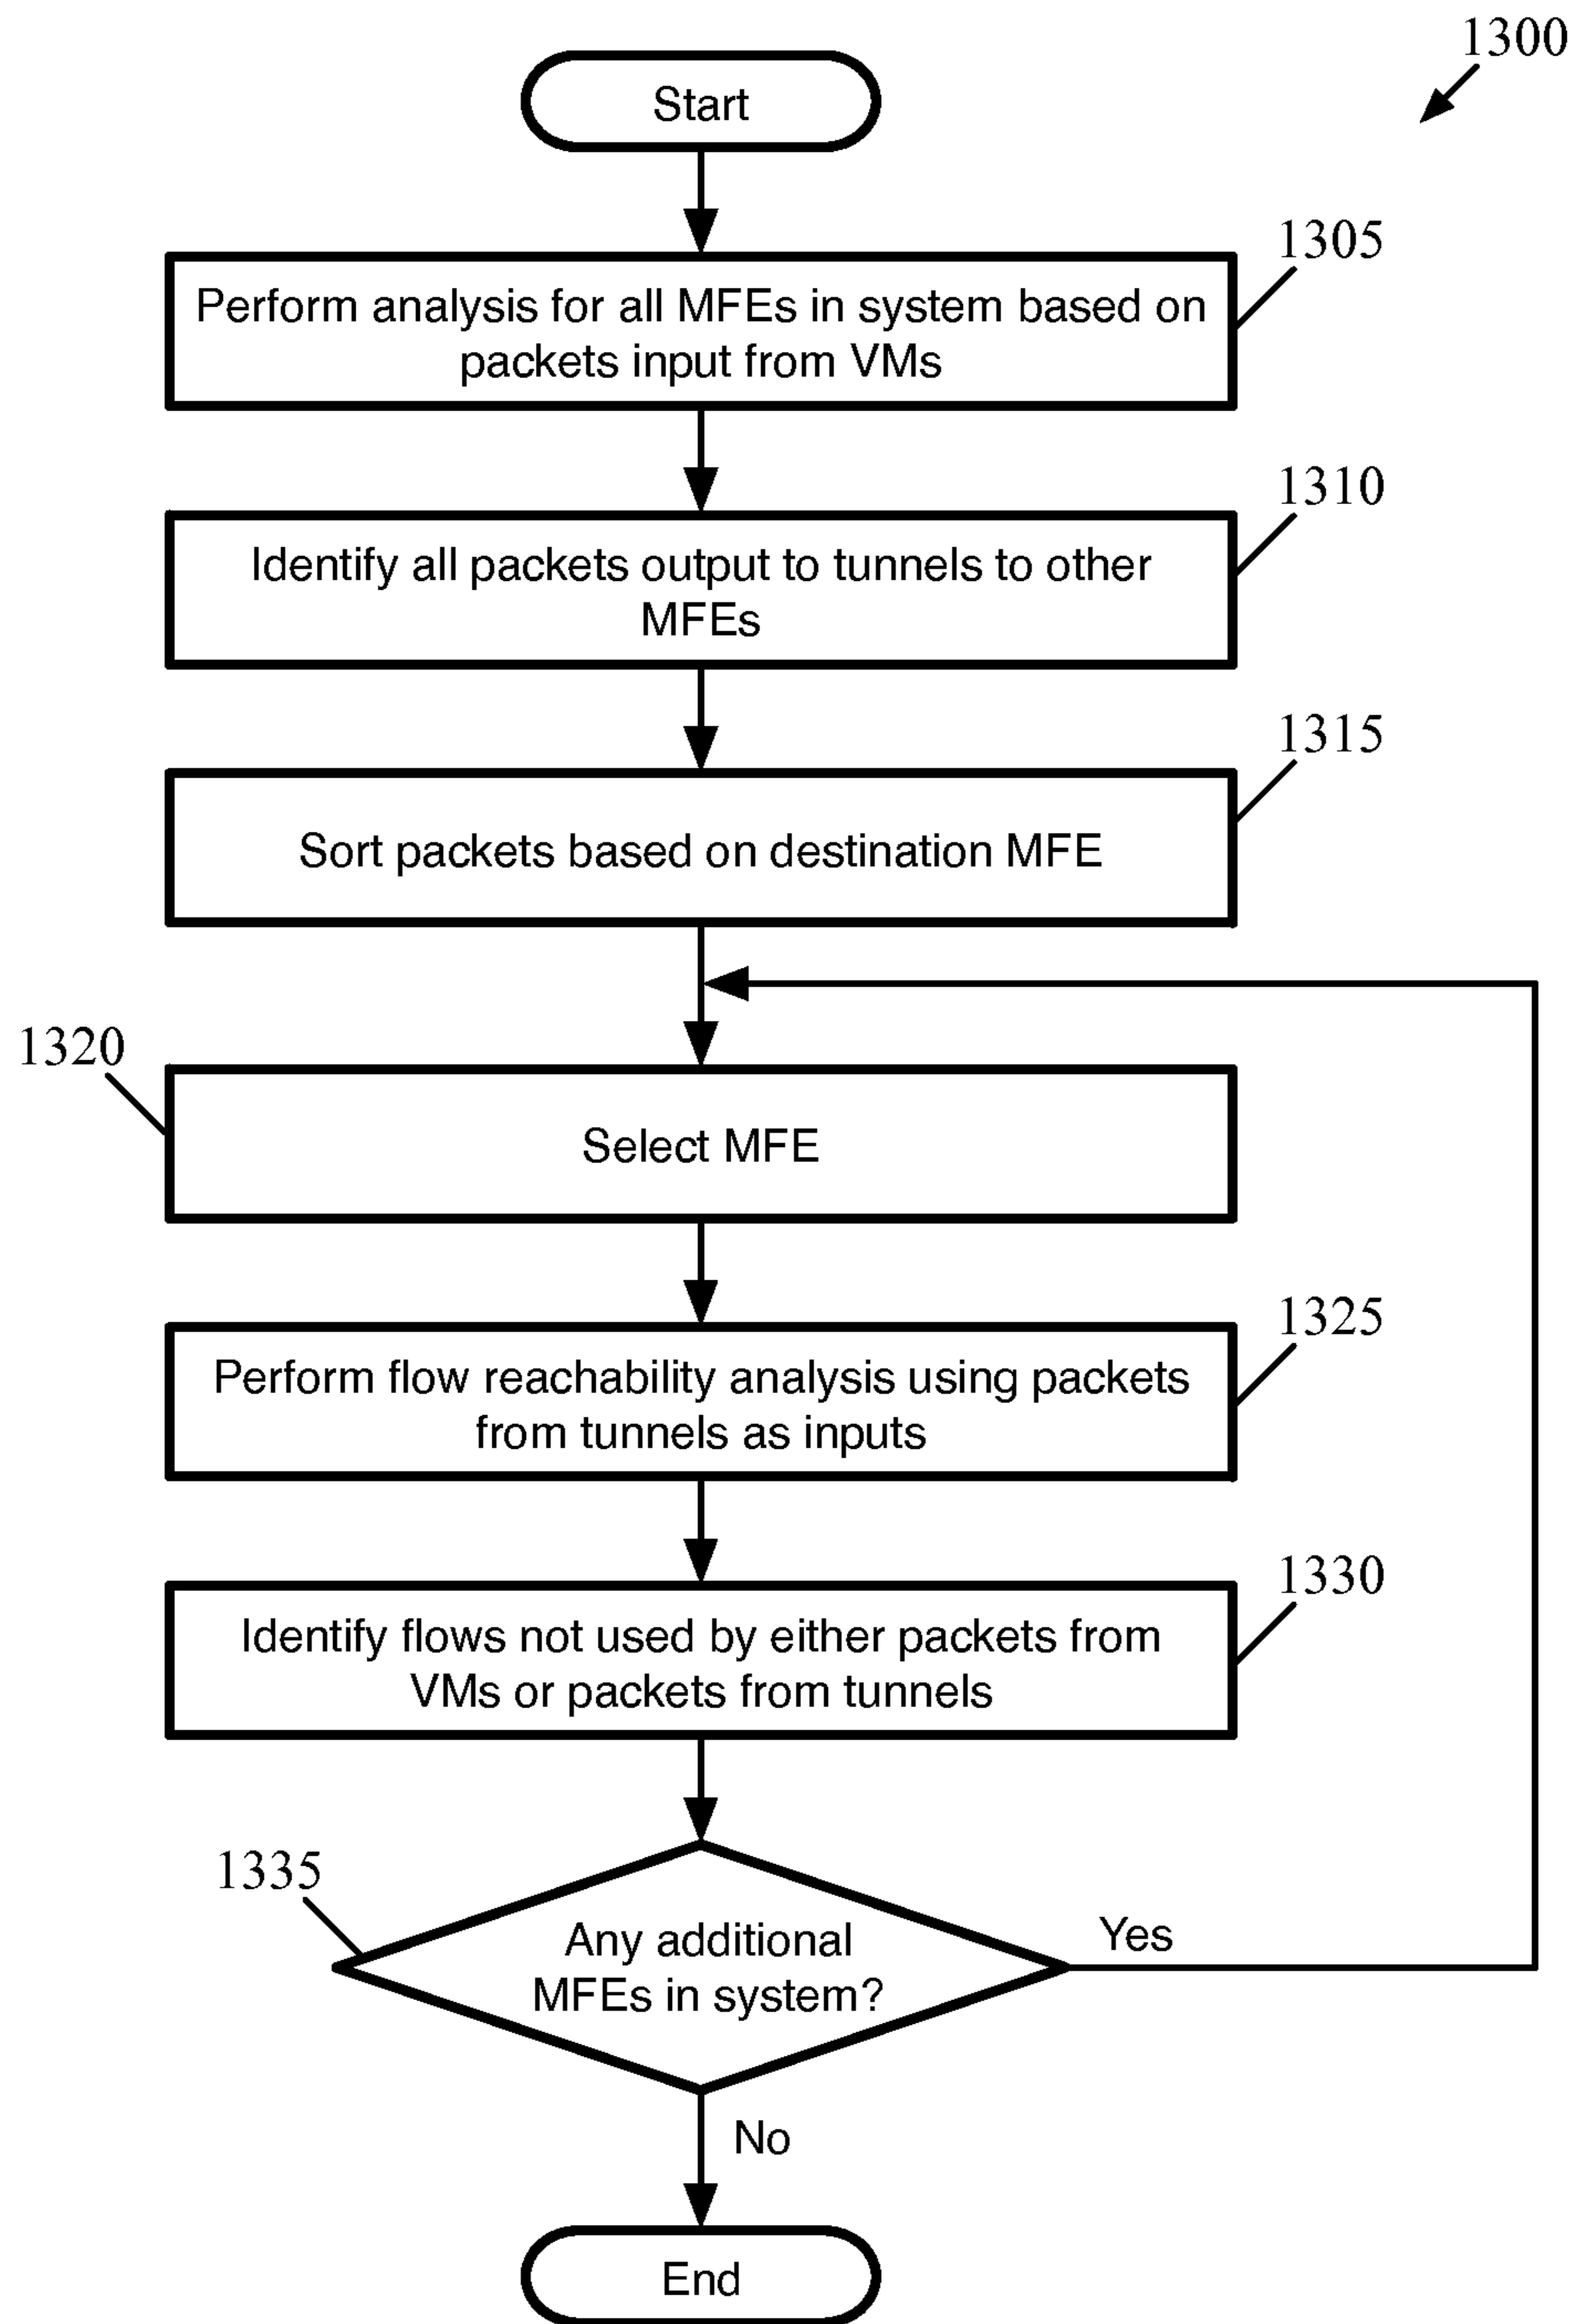 1300
Start
1305
Perform analysis for all MFEs in system based on
packets input from VMs
1310
Identify all packets output to tunnels to other
MFEs
1315
Sort packets based on destination MFE
1320
Select MFE
1325
Perform flow reachability analysis using packets
from tunnels as inputs
1330
Identify flows not used by either packets from
VMs or packets from tunnels
1335
Any additional
MFEs in system?
Yes
No
End